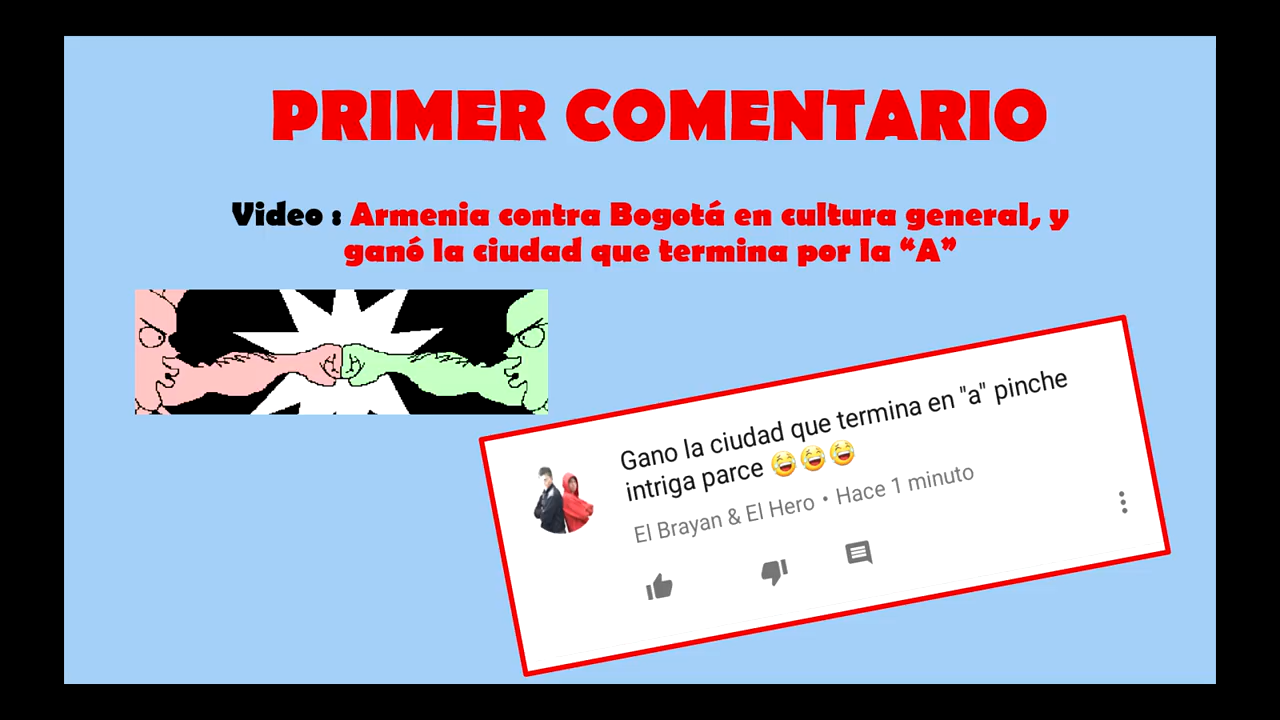 PRIMER COMENTARIO
Video : Armenia contra Bogotá en cultura general, y
ganó la ciudad que termina por la “A”
Gano la ciudad que termina en "a" pinche
intriga parce 😂😂😂
El Brayan & El Hero • Hace 1 minuto